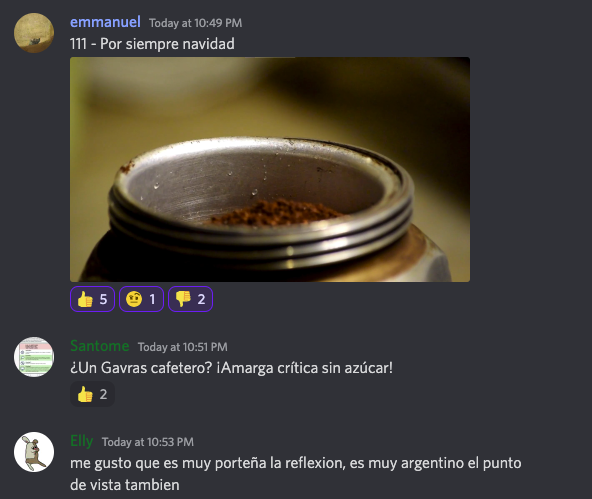 emmanuel Today at 10:49 PM
111 - Por siempre navidad
5 1 2
Santome Today at 10:51 PM
¿Un Gavras cafetero? ¡Amarga crítica sin azúcar!
2
Elly Today at 10:53 PM
me gusto que es muy porteña la reflexion, es muy argentino el punto
de vista tambien